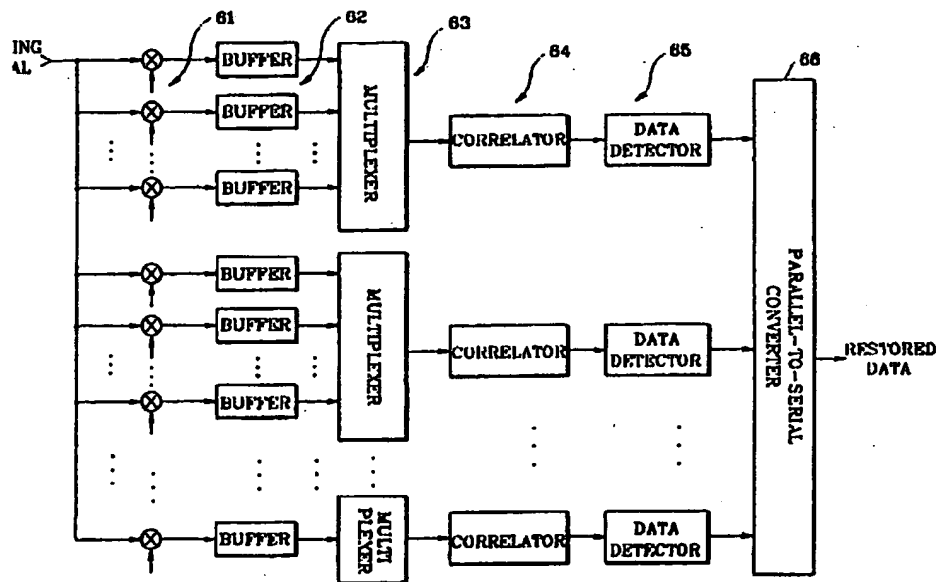 61
62
63
64
65
66
ING
AL
BUFFER
BUFFER
BUFFER
MULTIPLEXER
CORRELATOR
DATA
DETECTOR
BUFFER
BUFFER
BUFFER
MULTIPLEXER
CORRELATOR
DATA
DETECTOR
PARALLEL-TO-SERIAL
CONVERTER
RESTORED
DATA
BUFFER
MULTI
PLEXER
CORRELATOR
DATA
DETECTOR